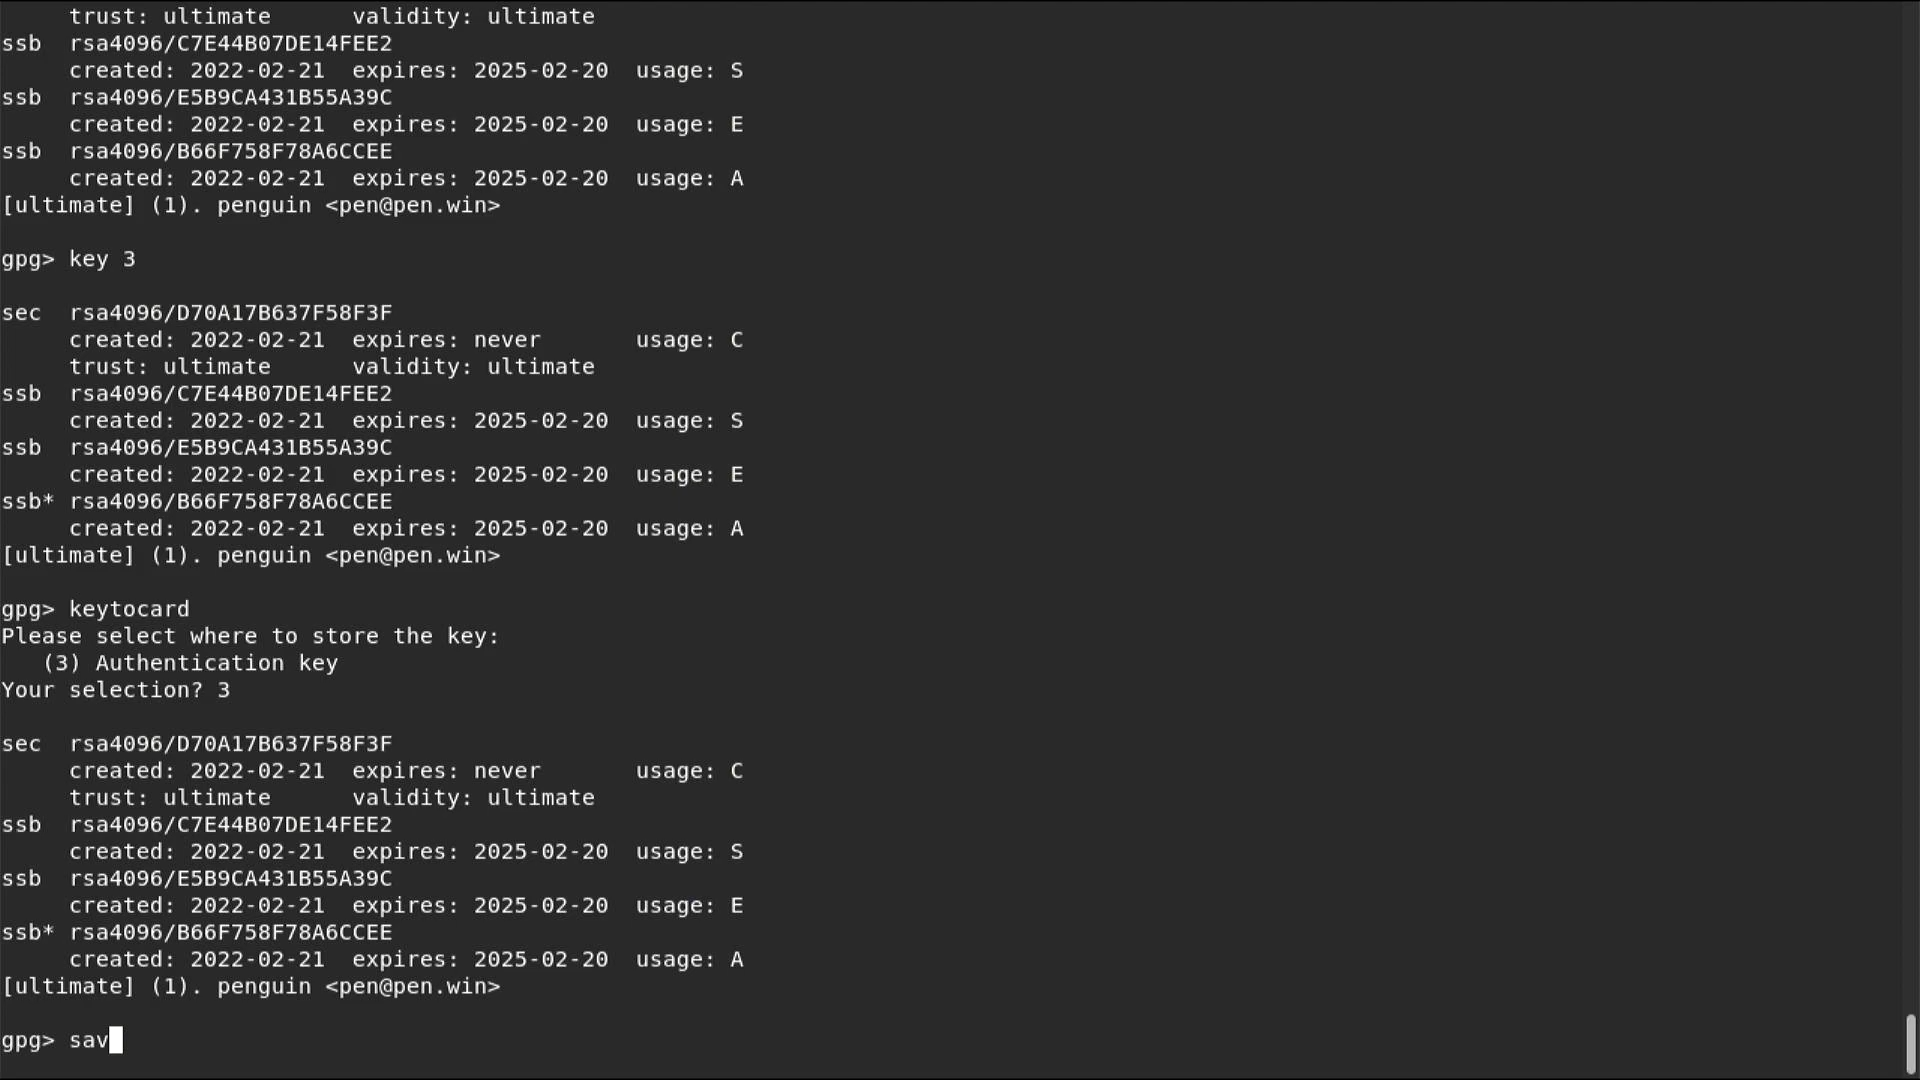 trust: ultimate      validity: ultimate
ssb  rsa4096/C7E44B07DE14FEE2
     created: 2022-02-21  expires: 2025-02-20  usage: S
ssb  rsa4096/E5B9CA431B55A39C
     created: 2022-02-21  expires: 2025-02-20  usage: E
ssb  rsa4096/B66F758F78A6CCEE
     created: 2022-02-21  expires: 2025-02-20  usage: A
[ultimate] (1). penguin <pen@pen.win>

gpg> key 3

sec  rsa4096/D70A17B637F58F3F
     created: 2022-02-21  expires: never       usage: C
     trust: ultimate      validity: ultimate
ssb  rsa4096/C7E44B07DE14FEE2
     created: 2022-02-21  expires: 2025-02-20  usage: S
ssb  rsa4096/E5B9CA431B55A39C
     created: 2022-02-21  expires: 2025-02-20  usage: E
ssb* rsa4096/B66F758F78A6CCEE
     created: 2022-02-21  expires: 2025-02-20  usage: A
[ultimate] (1). penguin <pen@pen.win>

gpg> keytocard
Please select where to store the key:
   (3) Authentication key
Your selection? 3

sec  rsa4096/D70A17B637F58F3F
     created: 2022-02-21  expires: never       usage: C
     trust: ultimate      validity: ultimate
ssb  rsa4096/C7E44B07DE14FEE2
     created: 2022-02-21  expires: 2025-02-20  usage: S
ssb  rsa4096/E5B9CA431B55A39C
     created: 2022-02-21  expires: 2025-02-20  usage: E
ssb* rsa4096/B66F758F78A6CCEE
     created: 2022-02-21  expires: 2025-02-20  usage: A
[ultimate] (1). penguin <pen@pen.win>

gpg> sav